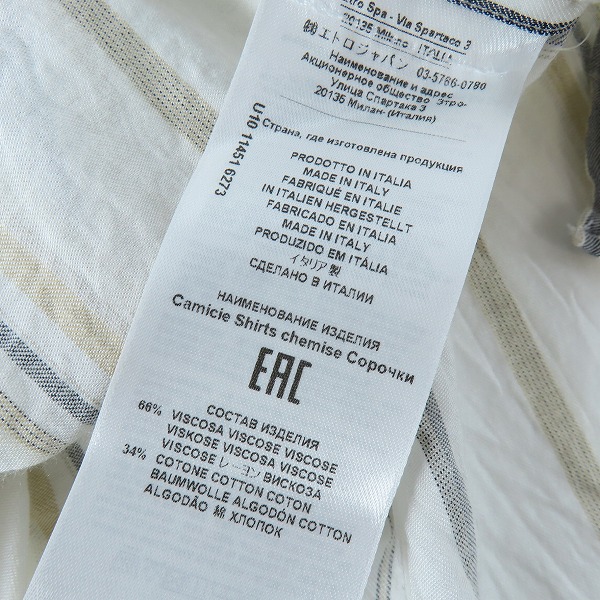 Etro Spa - Via Spartaco 3
20135 Milano ITALIA
㈱エトロジャパン 03-5786-0790
Наименование и адрес
Акционерное общество Этро-
Улица Спартака 3
20135 Милан-(Италия)
Страна, где изготовлена продукция
PRODOTTO IN ITALIA
MADE IN ITALY
FABRIQUÉ EN ITALIE
IN ITALIEN HERGESTELLT
FABRICADO EN ITALIA
MADE IN ITALY
PRODUZIDO EM ITÁLIA
イタリア製
СДЕЛАНО В ИТАЛИИ
U10 11451 6273
НАИМЕНОВАНИЕ ИЗДЕЛИЯ
Camicie Shirts chemise Сорочки
EAC
СОСТАВ ИЗДЕЛИЯ
66% VISCOSA VISCOSE VISCOSE
VISKOSE VISCOSA VISCOSE
VISCOSE レーヨン ВИСКОЗА
34% COTONE COTTON COTON
BAUMWOLLE ALGODÓN COTTON
ALGODÃO 綿 ХЛОПОК